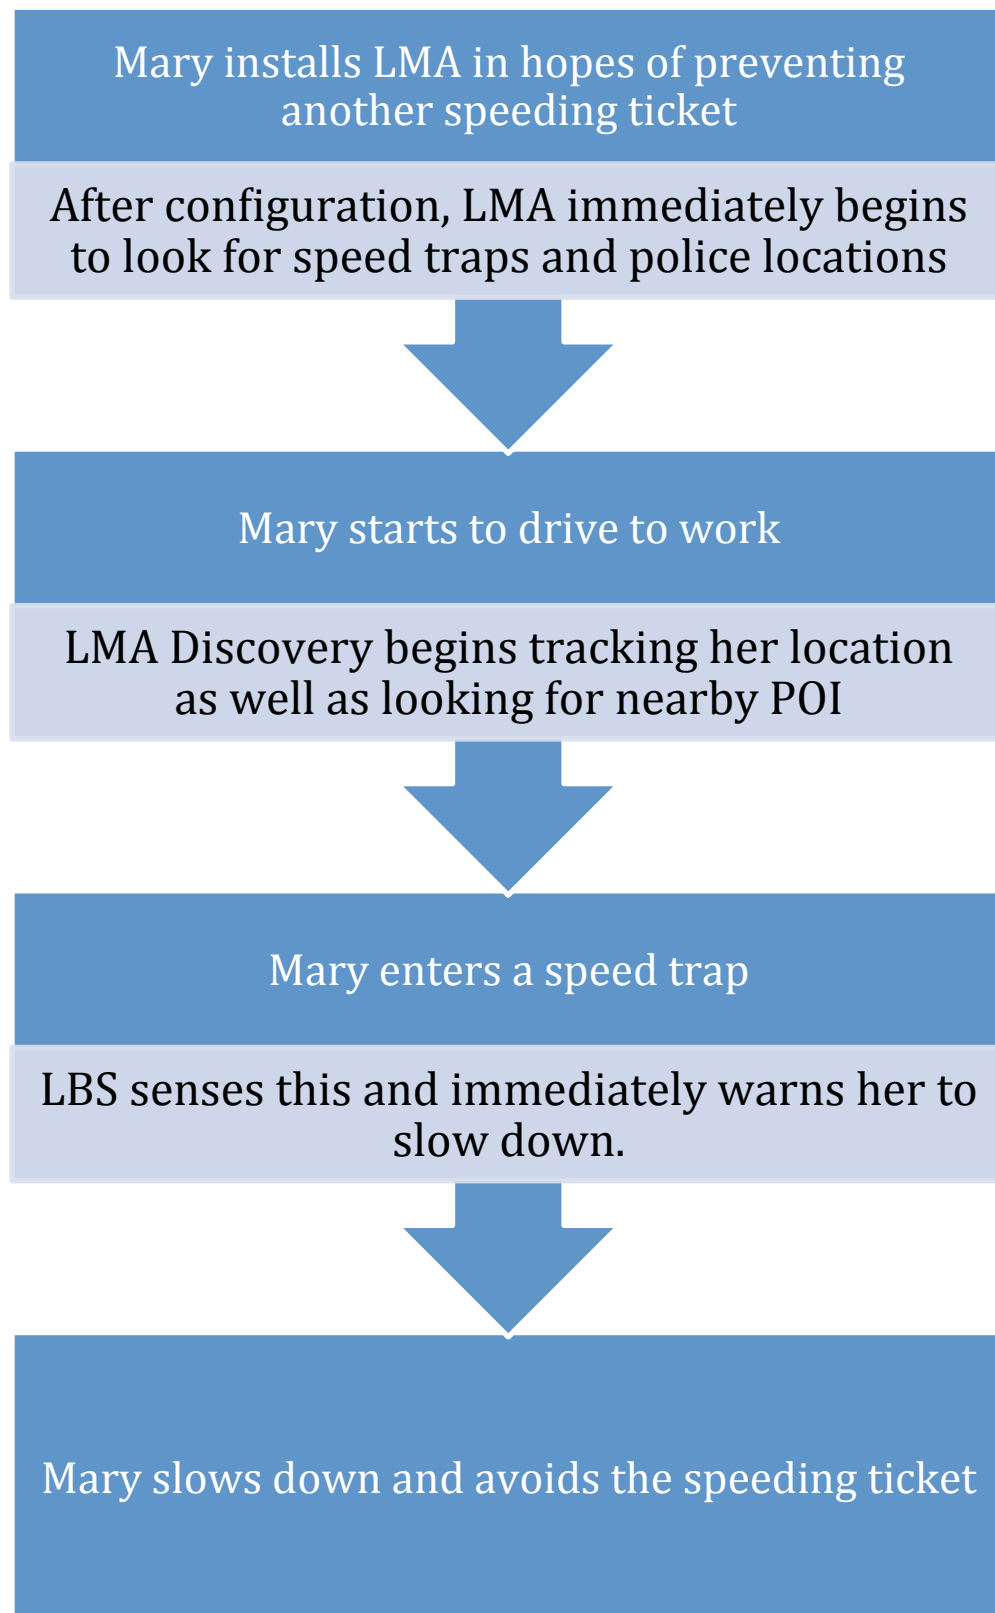 Mary installs LMA in hopes of preventing
another speeding ticket
After configuration, LMA immediately begins
to look for speed traps and police locations
Mary starts to drive to work
LMA Discovery begins tracking her location
as well as looking for nearby POI
Mary enters a speed trap
LBS senses this and immediately warns her to
slow down.
Mary slows down and avoids the speeding ticket